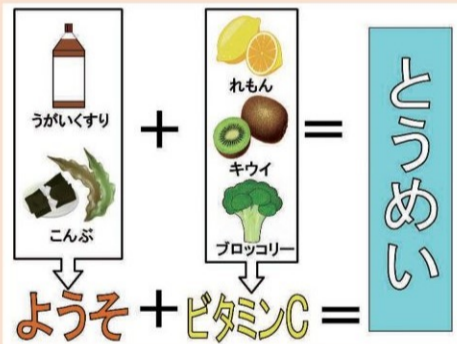 うがいくすり
こんぶ
+
れもん
キウイ
ブロッコリー
=
とうめい
ようそ+ビタミンC=